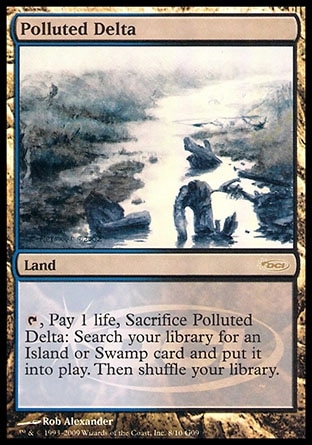 Polluted Delta
Land
DCI
, Pay 1 life, Sacrifice Polluted
Delta: Search your library for an
Island or Swamp card and put it
into play. Then shuffle your library.
Rob Alexander
™ & © 1993-2009 Wizards of the Coast, Inc. 8/10 G09